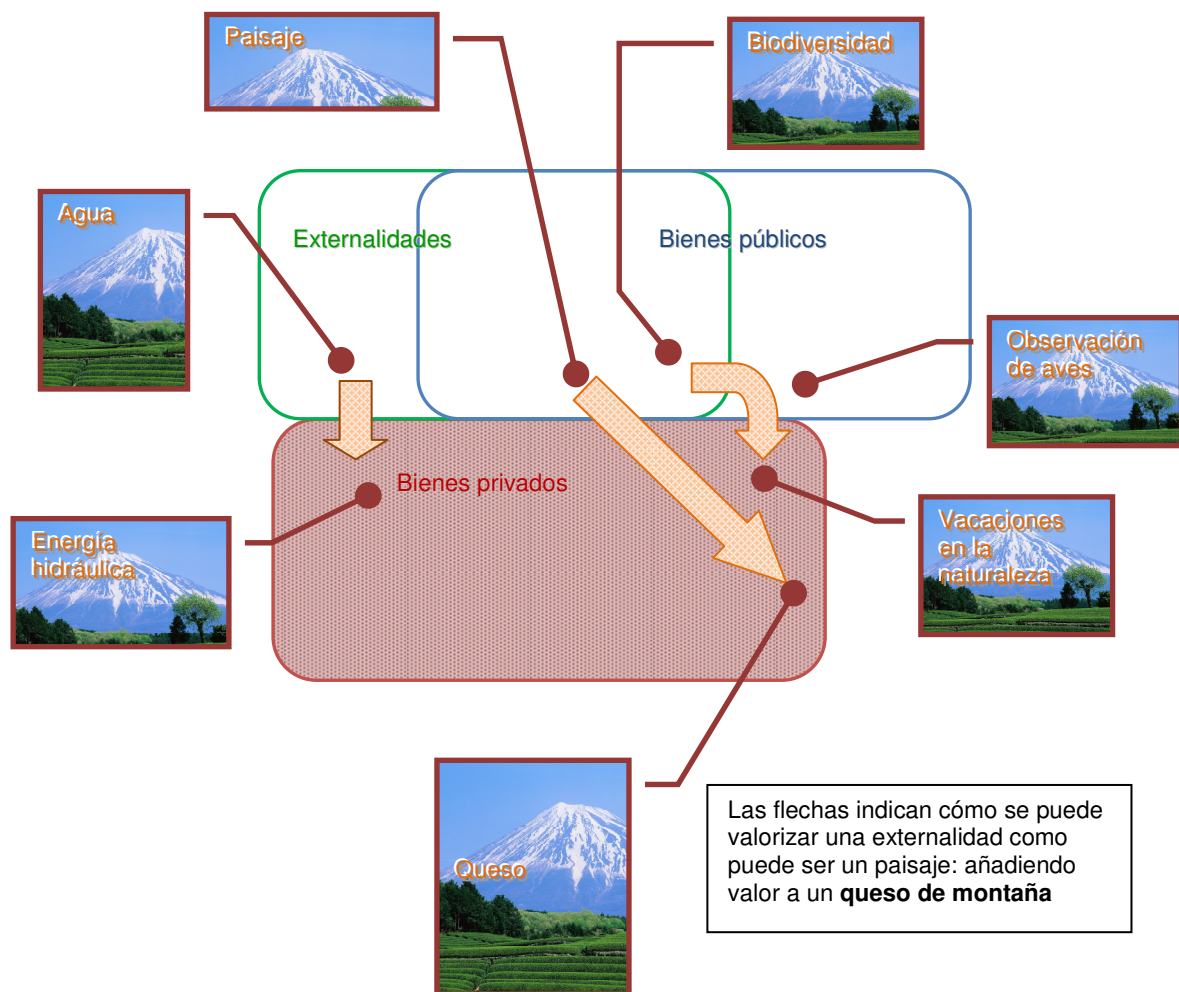 Paisaje
Biodiversidad
Agua
Externalidades
Bienes públicos
Observación
de aves
Bienes privados
Energía
hidráulica
Vacaciones
en la
naturaleza
Queso
Las flechas indican cómo se puede
valorizar una externalidad como
puede ser un paisaje: añadiendo
valor a un queso de montaña